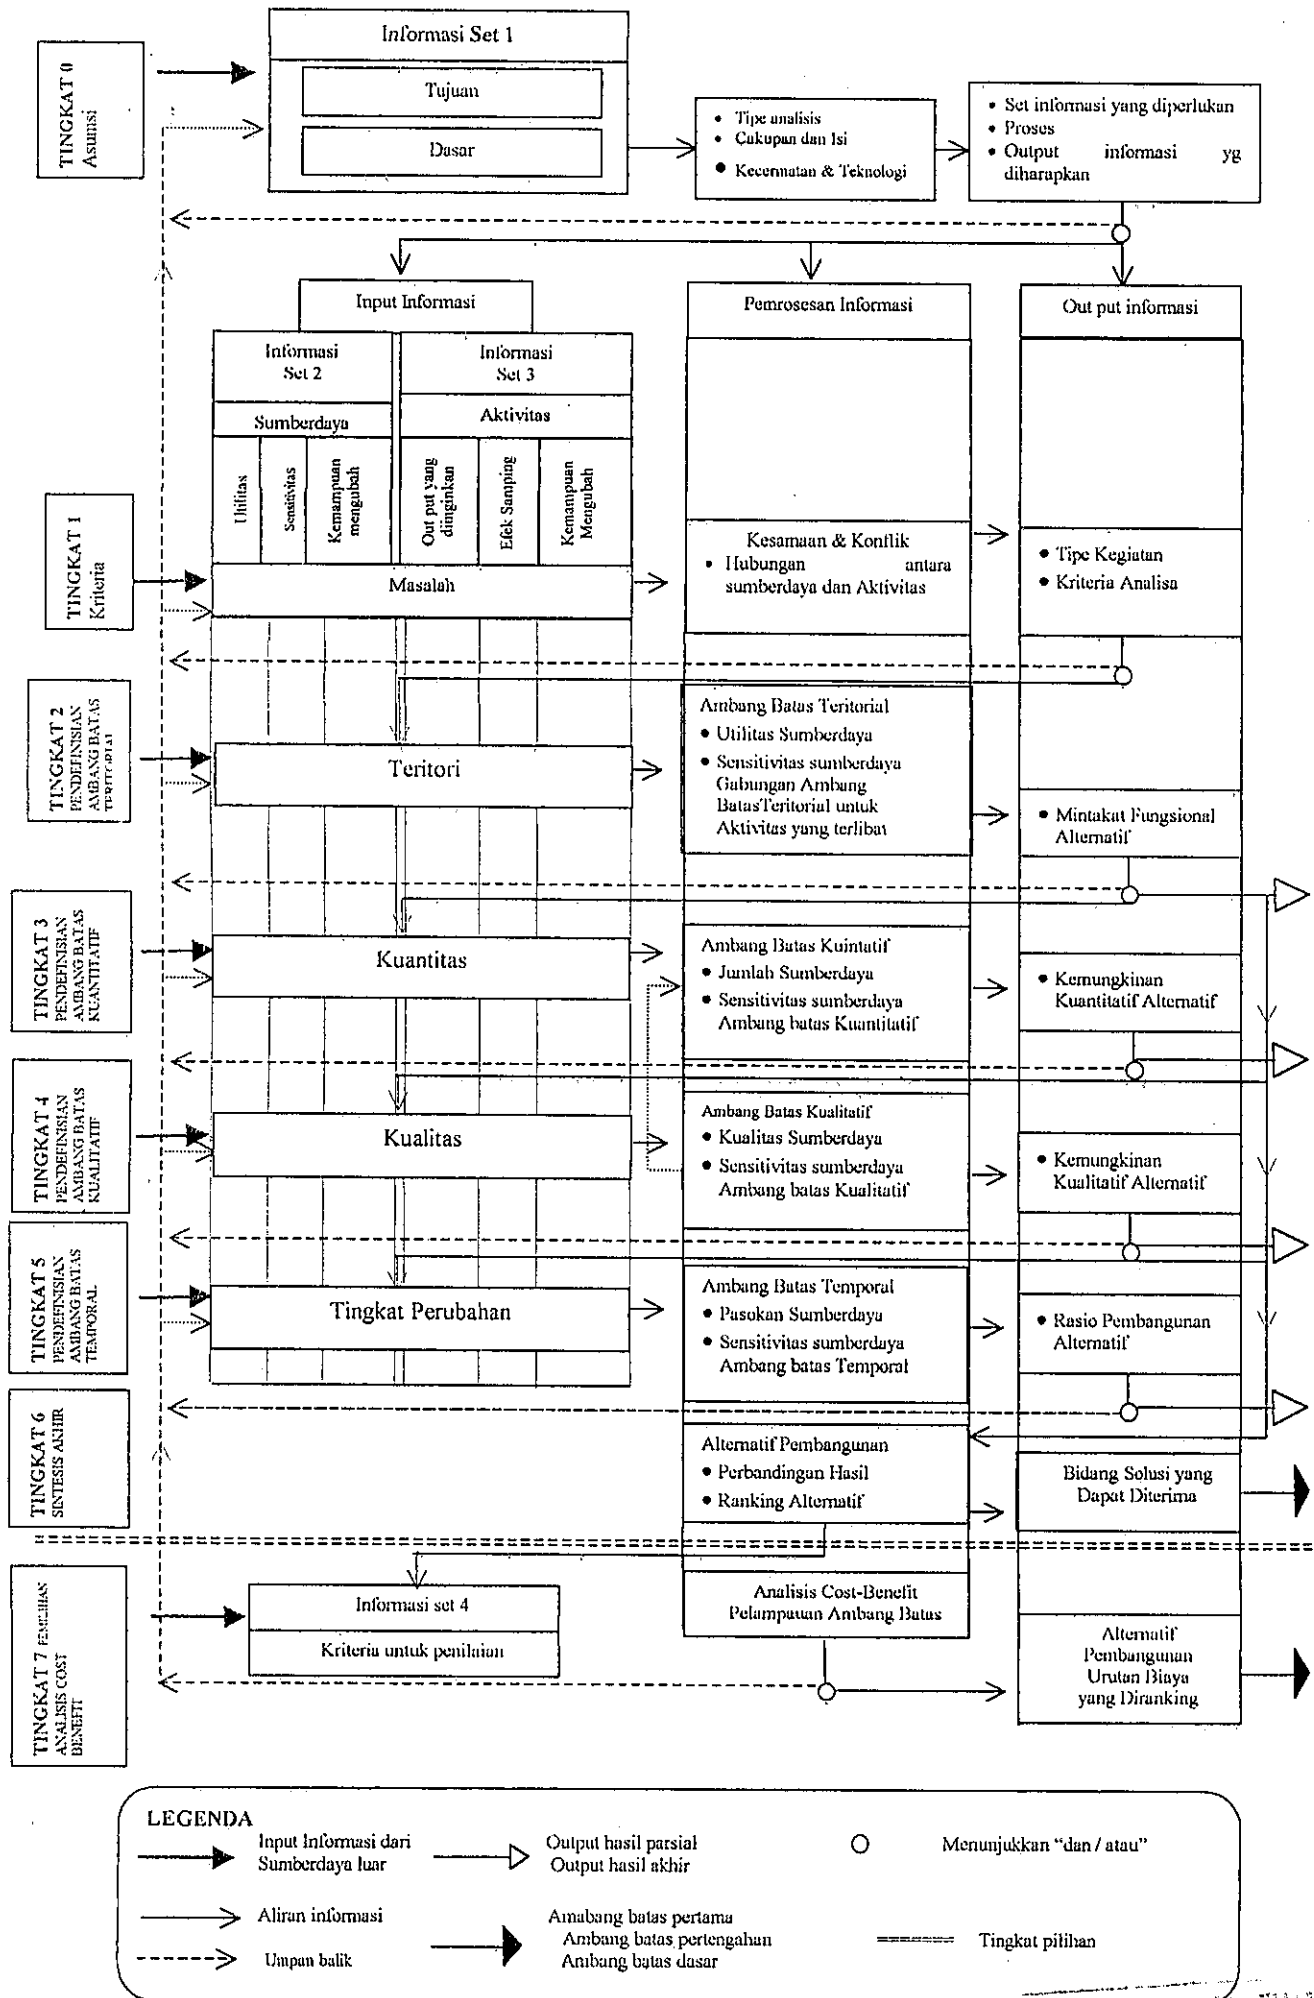 TINGKAT 0
Asumsi
Informasi Set 1
Tujuan
Dasar
• Tipe analisis
• Cakupan dan Isi
• Kecermatan & Teknologi
• Set informasi yang diperlukan
• Proses
• Output informasi yg
diharapkan
Input Informasi
Pemrosesan Informasi
Out put informasi
Informasi
Set 2
Informasi
Set 3
Sumberdaya
Aktivitas
Utilitas
Sensitivitas
Kemampuan
mengubah
Out put yang
diinginkan
Efek Samping
Kemampuan
Mengubah
TINGKAT 1
Kriteria
Masalah
Kesamaan & Konflik
• Hubungan antara
sumberdaya dan Aktivitas
• Tipe Kegiatan
• Kriteria Analisa
TINGKAT 2
PENDEFINISIAN
AMBANG BATAS
TERITORIAL
Teritori
Ambang Batas Teritorial
• Utilitas Sumberdaya
• Sensitivitas sumberdaya
Gabungan Ambang
BatasTeritorial untuk
Aktivitas yang terlibat
• Mintakat Fungsional
Alternatif
TINGKAT 3
PENDEFINISIAN
AMBANG BATAS
KUANTITATIF
Kuantitas
Ambang Batas Kuintatif
• Jumlah Sumberdaya
• Sensitivitas sumberdaya
Ambang batas Kuantitatif
• Kemungkinan
Kuantitatif Alternatif
TINGKAT 4
PENDEFINISIAN
AMBANG BATAS
KUALITATIF
Kualitas
Ambang Batas Kualitatif
• Kualitas Sumberdaya
• Sensitivitas sumberdaya
Ambang batas Kualitatif
• Kemungkinan
Kualitatif Alternatif
TINGKAT 5
PENDEFINISIAN
AMBANG BATAS
TEMPORAL
Tingkat Perubahan
Ambang Batas Temporal
• Pasokan Sumberdaya
• Sensitivitas sumberdaya
Ambang batas Temporal
• Rasio Pembangunan
Alternatif
TINGKAT 6
SINTESIS AKHIR
Alternatif Pembangunan
• Perbandingan Hasil
• Ranking Alternatif
Bidang Solusi yang
Dapat Diterima
TINGKAT 7 PEMILIHAN
ANALISIS COST
BENEFIT
Informasi set 4
Kriteria untuk penilaian
Analisis Cost-Benefit
Pelampauan Ambang Batas
Alternatif
Pembangunan
Urutan Biaya
yang Diranking
LEGENDA
Input Informasi dari
Sumberdaya luar
Output hasil parsial
Output hasil akhir
Menunjukkan “dan / atau”
Aliran informasi
Umpan balik
Amabang batas pertama
Ambang batas pertengahan
Ambang batas dasar
Tingkat pilihan